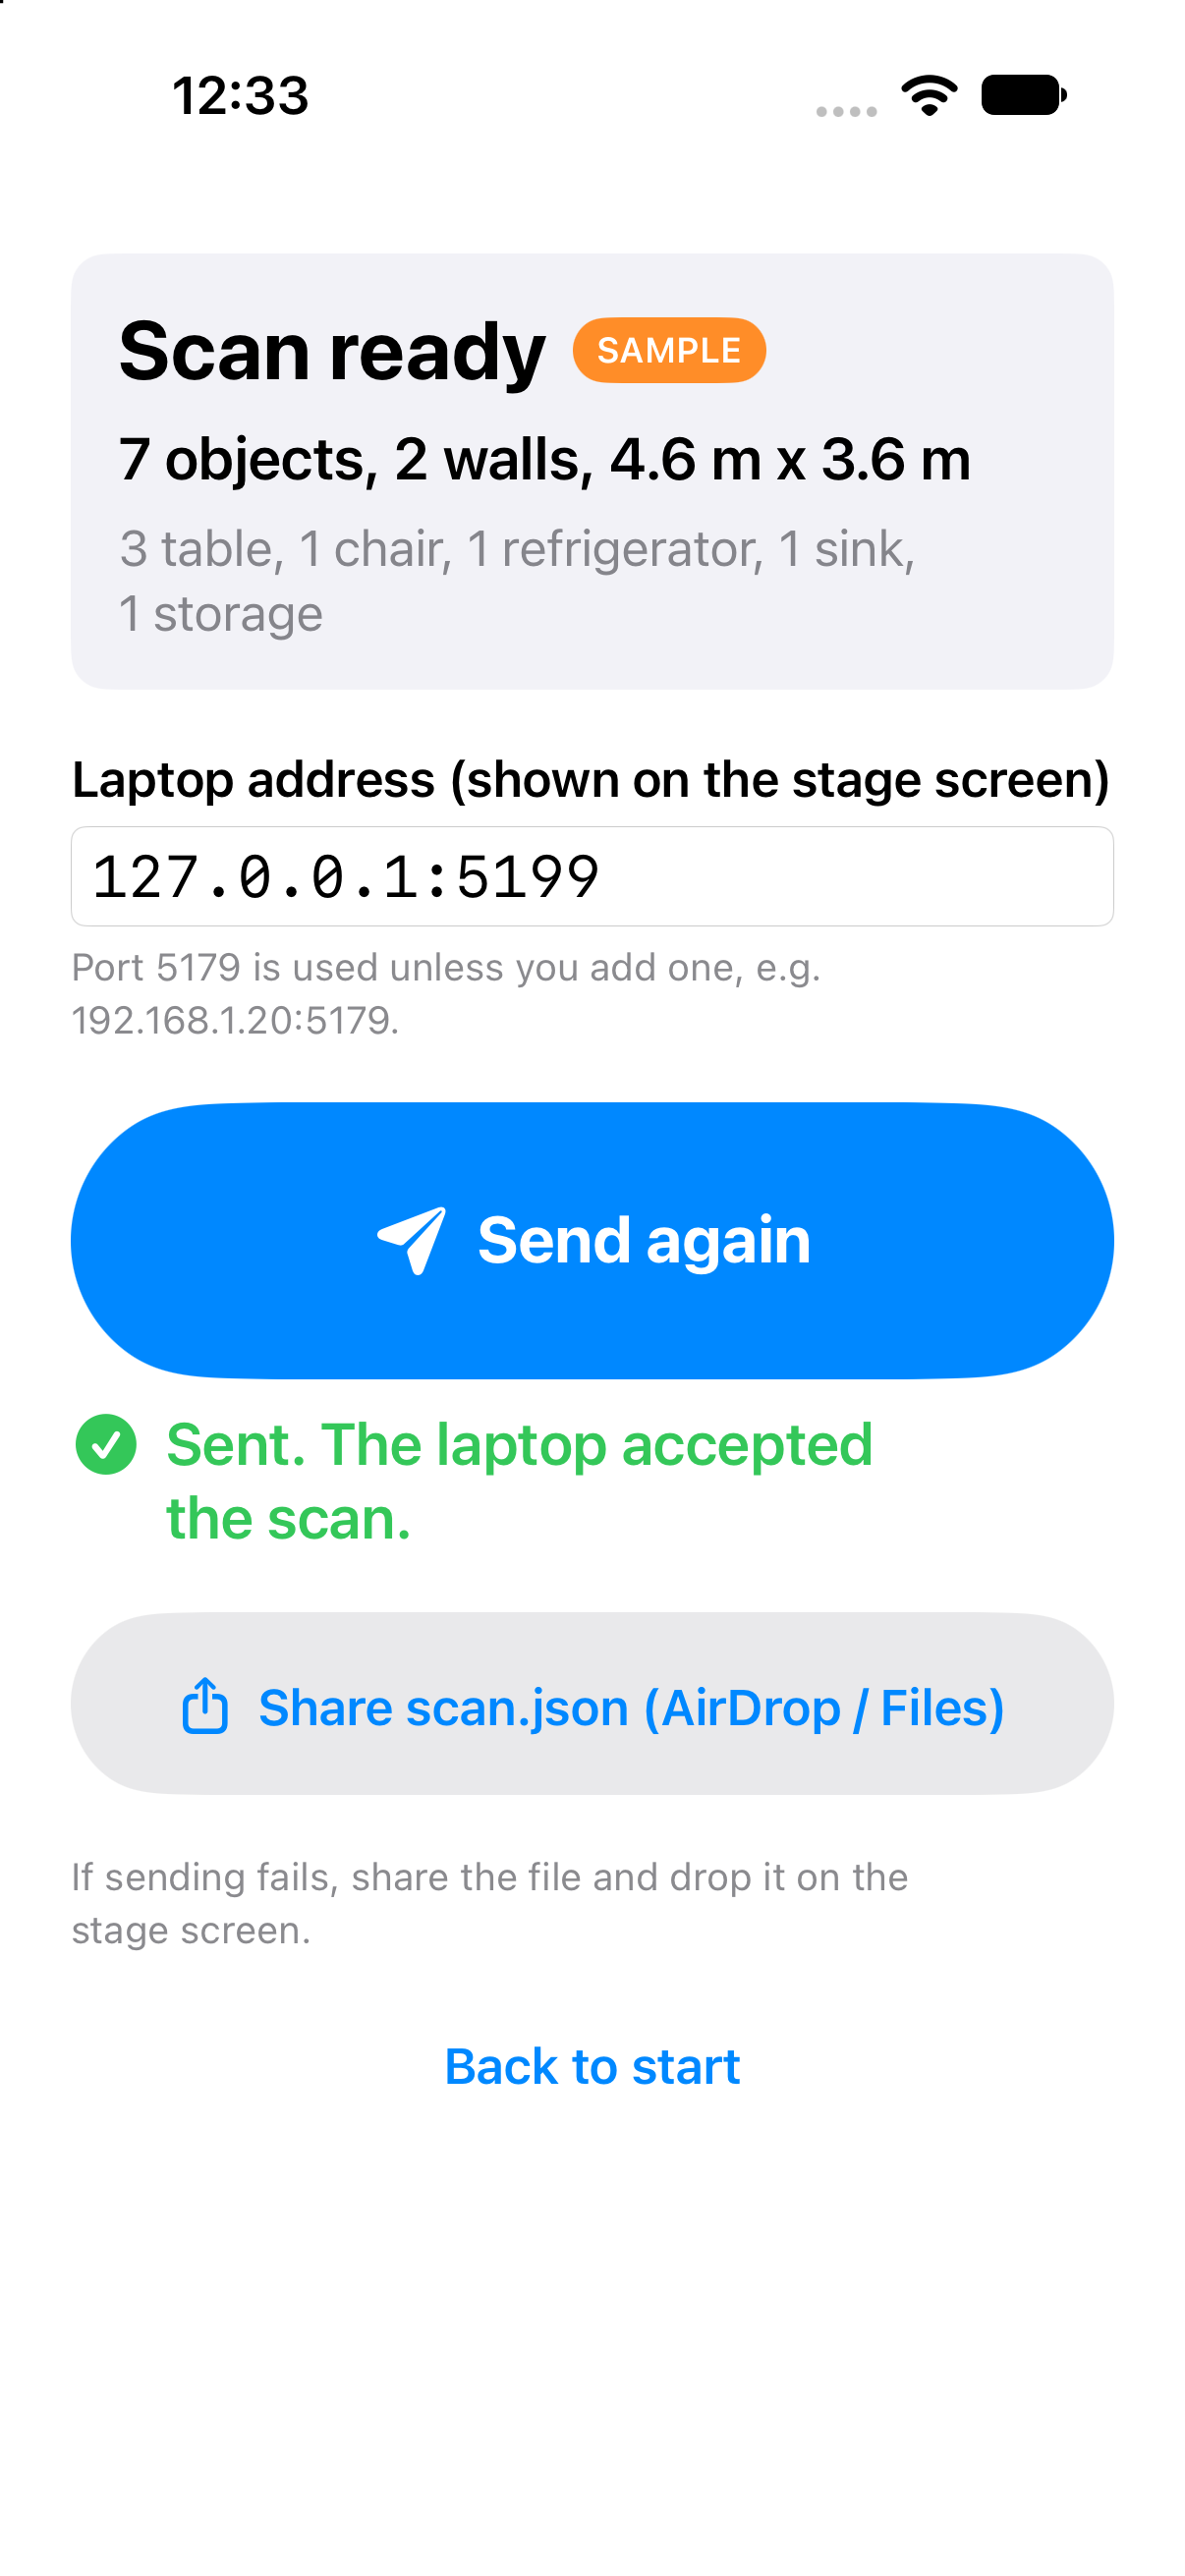 12:33
Scan ready SAMPLE
7 objects, 2 walls, 4.6 m x 3.6 m
3 table, 1 chair, 1 refrigerator, 1 sink,
1 storage
Laptop address (shown on the stage screen)
127.0.0.1:5199
Port 5179 is used unless you add one, e.g.
192.168.1.20:5179.
Send again
Sent. The laptop accepted
the scan.
Share scan.json (AirDrop / Files)
If sending fails, share the file and drop it on the
stage screen.
Back to start